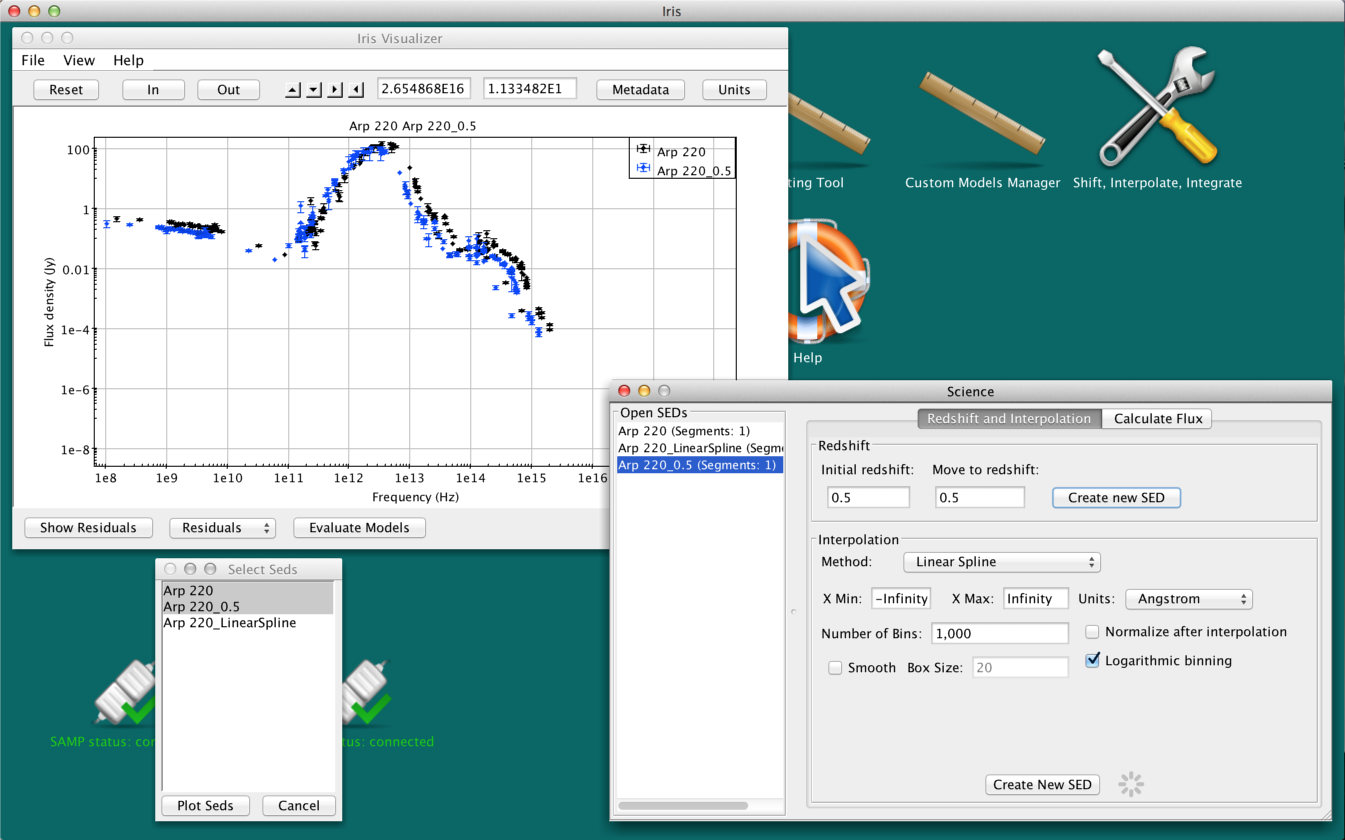 Iris
Iris Visualizer
File View Help
Reset In Out 2.654868E16 1.133482E1 Metadata Units
Arp 220 Arp 220_0.5
Arp 220
Arp 220_0.5
100
1
0.01
1e-4
1e-6
1e-8
Flux density (Jy)
1e8 1e9 1e10 1e11 1e12 1e13 1e14 1e15 1e16
Frequency (Hz)
Show Residuals Residuals Evaluate Models
ting Tool
Custom Models Manager
Shift, Interpolate, Integrate
Help
Select Seds
Arp 220
Arp 220_0.5
Arp 220_LinearSpline
Plot Seds Cancel
SAMP status: con
tus: connected
Science
Open SEDs
Arp 220 (Segments: 1)
Arp 220_LinearSpline (Segme
Arp 220_0.5 (Segments: 1)
Redshift and Interpolation Calculate Flux
Redshift
Initial redshift: Move to redshift:
0.5 0.5 Create new SED
Interpolation
Method: Linear Spline
X Min: -Infinity X Max: Infinity Units: Angstrom
Number of Bins: 1,000 Normalize after interpolation
Smooth Box Size: 20 Logarithmic binning
Create New SED